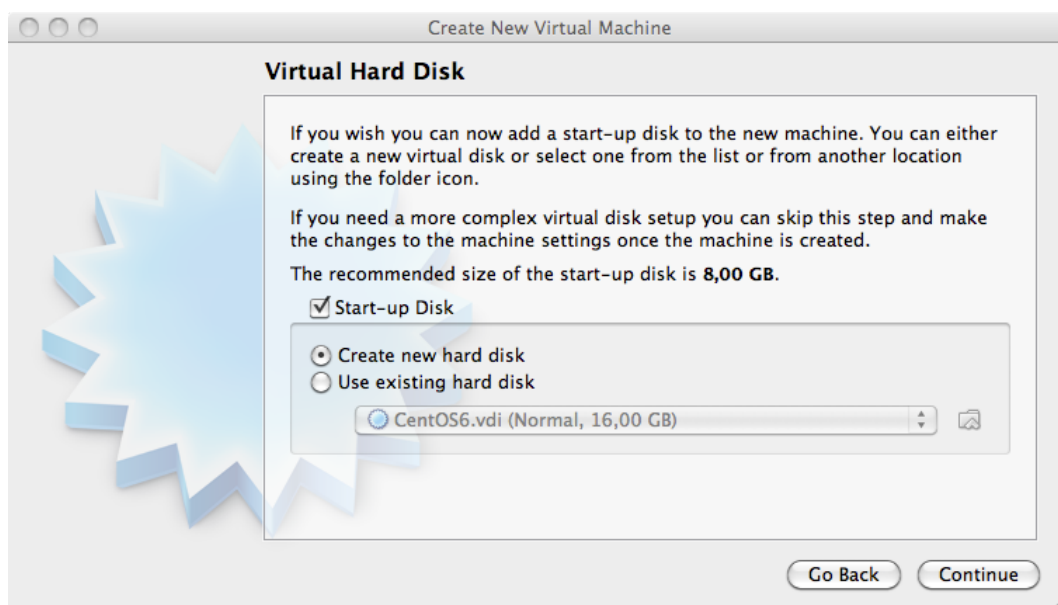 Create New Virtual Machine
Virtual Hard Disk
If you wish you can now add a start-up disk to the new machine. You can either
create a new virtual disk or select one from the list or from another location
using the folder icon.
If you need a more complex virtual disk setup you can skip this step and make
the changes to the machine settings once the machine is created.
The recommended size of the start-up disk is 8,00 GB.
Start-up Disk
Create new hard disk
Use existing hard disk
CentOS6.vdi (Normal, 16,00 GB)
Go Back
Continue